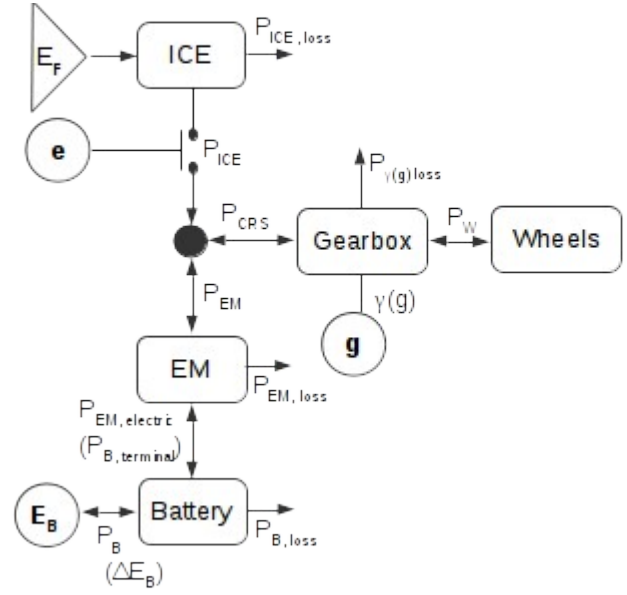 E_F
ICE
P_ICE,loss
e
P_ICE
P_γ(g) loss
P_CRS
Gearbox
P_W
Wheels
P_EM
γ(g)
g
EM
P_EM,loss
P_EM,electric
(P_B,terminal)
E_B
Battery
P_B
P_B,loss
(ΔE_B)